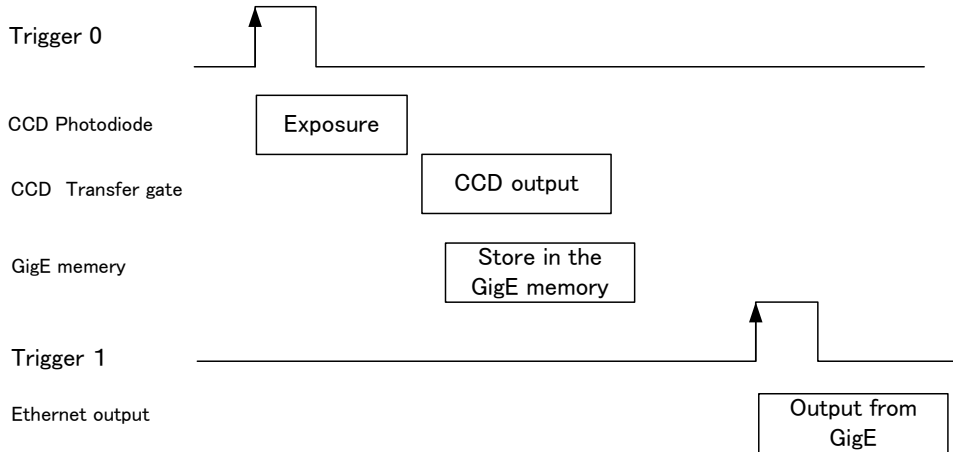 Trigger 0
CCD Photodiode
Exposure
CCD Transfer gate
CCD output
GigE memery
Store in the
GigE memory
Trigger 1
Ethernet output
Output from
GigE